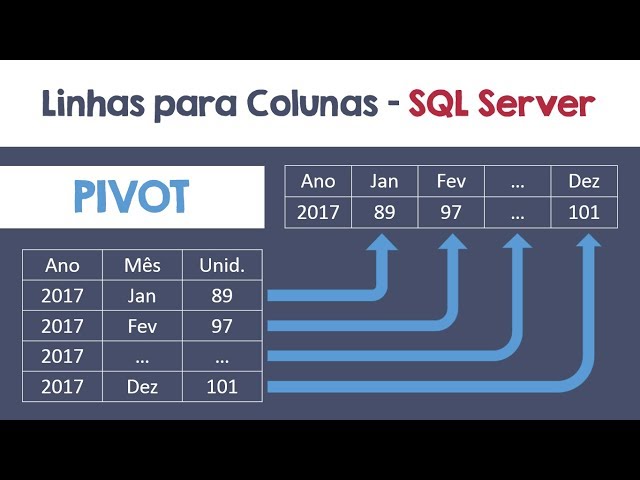 Linhas para Colunas - SQL Server
PIVOT
Ano Jan Fev ... Dez
2017 89 97 ... 101
Ano Mês Unid.
2017 Jan 89
2017 Fev 97
2017 ... ...
2017 Dez 101